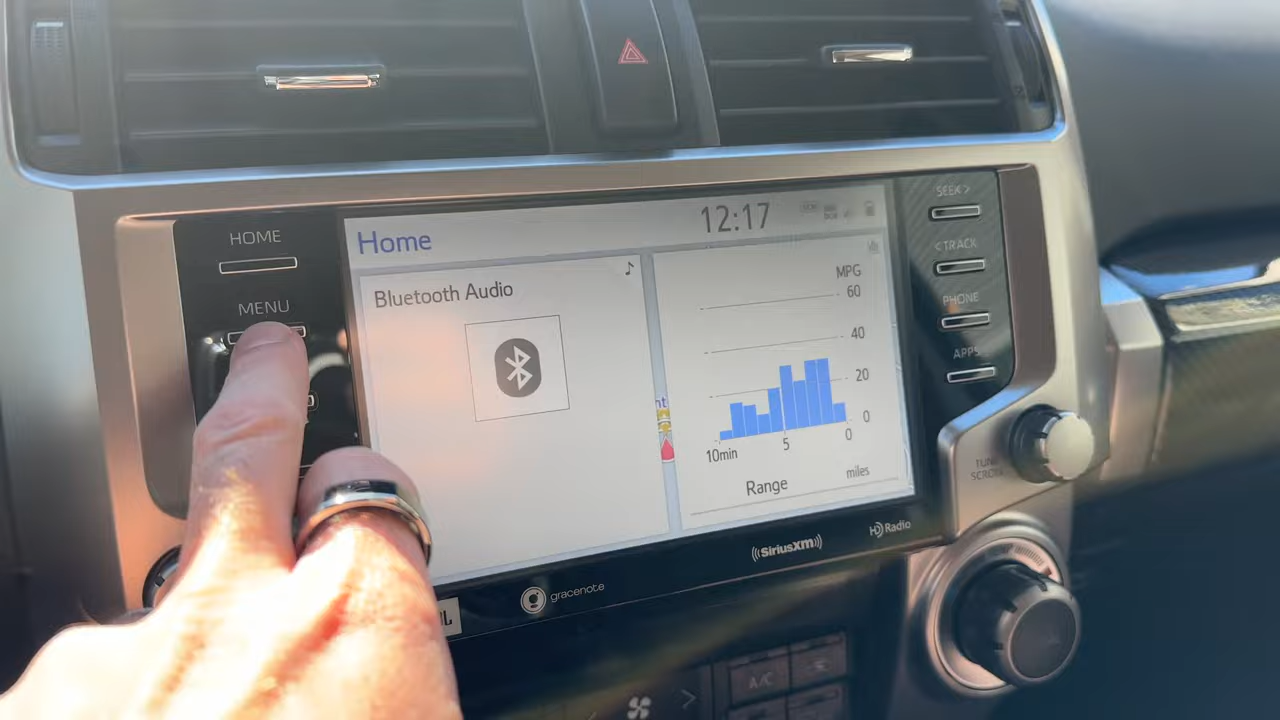 HOME
MENU
Home
12:17
Bluetooth Audio
MPG
60
40
20
0
10min
5
0
Range
miles
SEEK >
< TRACK
PHONE
APPS
TUNE
SCROLL
gracenote
SiriusXM
HD Radio
A/C